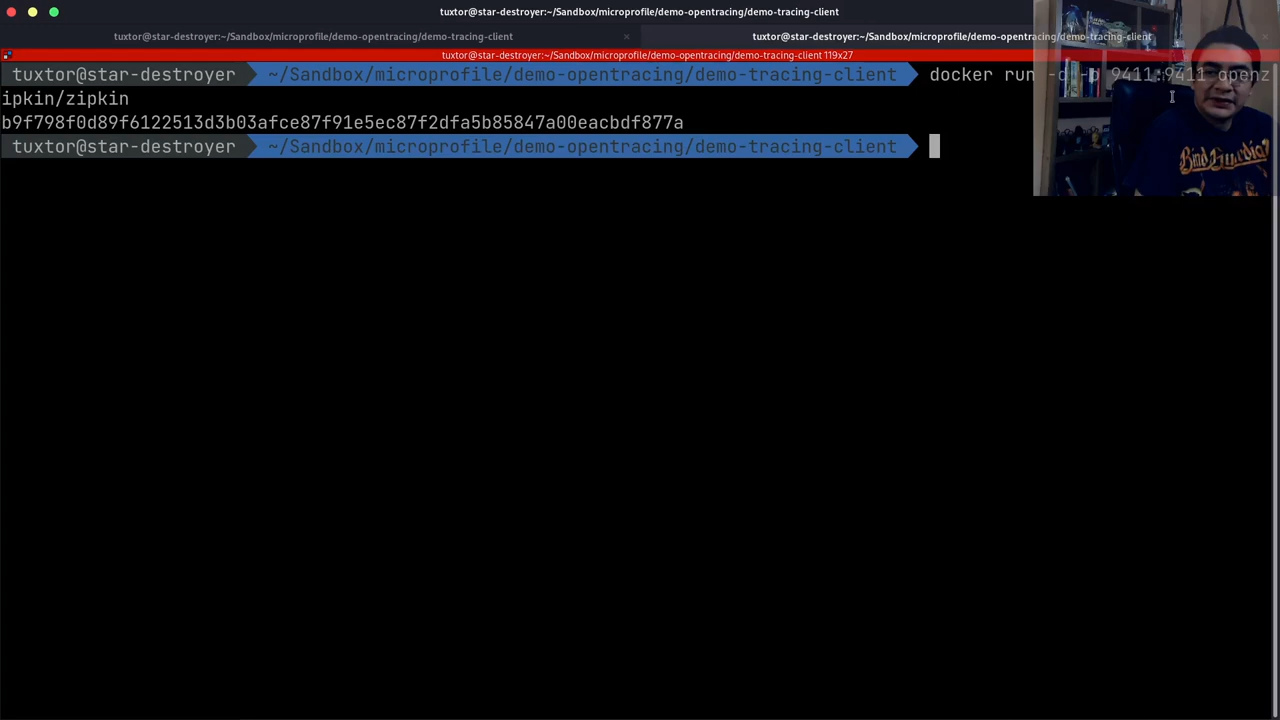 tuxtor@star-destroyer:~/Sandbox/microprofile/demo-opentracing/demo-tracing-client
tuxtor@star-destroyer:~/Sandbox/microprofile/demo-opentracing/demo-tracing-client
tuxtor@star-destroyer:~/Sandbox/microprofile/demo-opentracing/demo-tracing-client
tuxtor@star-destroyer:~/Sandbox/microprofile/demo-opentracing/demo-tracing-client 119x27
tuxtor@star-destroyer ~/Sandbox/microprofile/demo-opentracing/demo-tracing-client docker run -d -p 9411:9411 openz
ipkin/zipkin
b9f798f0d89f6122513d3b03afce87f91e5ec87f2dfa5b85847a00eacbdf877a
tuxtor@star-destroyer ~/Sandbox/microprofile/demo-opentracing/demo-tracing-client
Blind Guardian